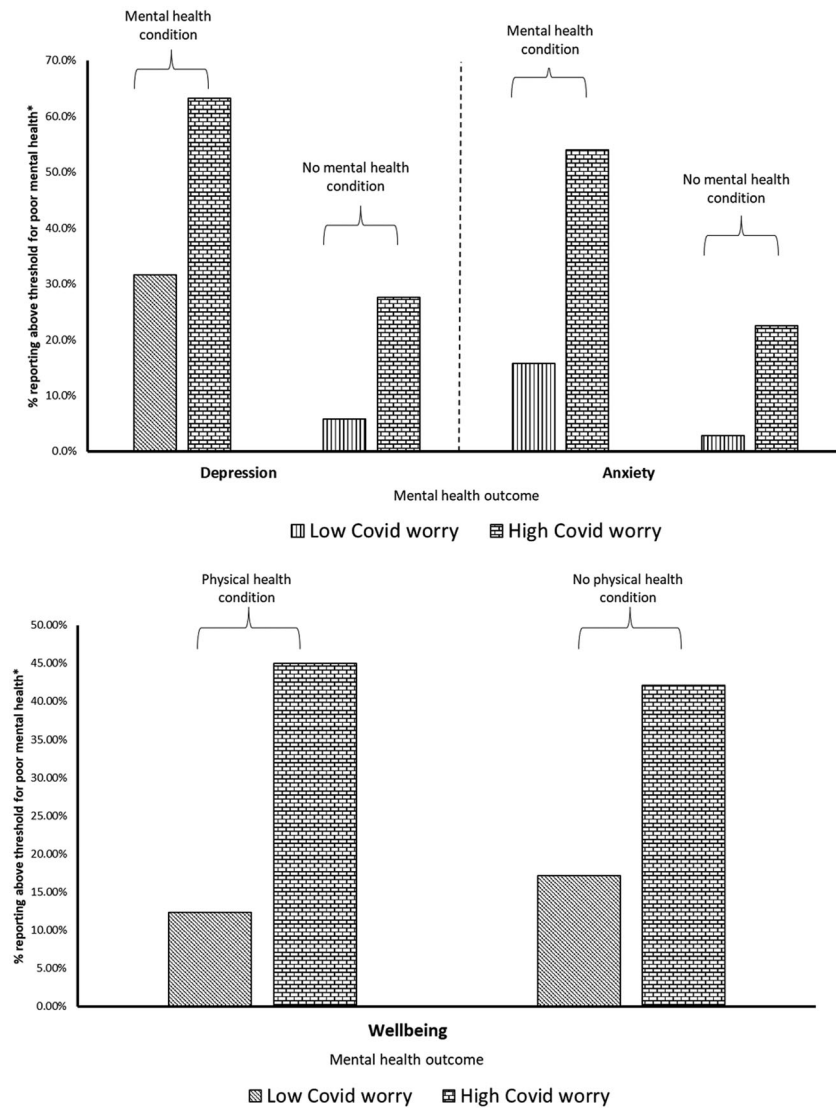 Mental health
condition
Mental health
condition
70.0%
60.0%
50.0%
40.0%
30.0%
20.0%
10.0%
0.0%
% reporting above threshold for poor mental health*
No mental health
condition
No mental health
condition
Depression
Anxiety
Mental health outcome
Low Covid worry
High Covid worry
Physical health
condition
No physical health
condition
50.00%
45.00%
40.00%
35.00%
30.00%
25.00%
20.00%
15.00%
10.00%
5.00%
0.00%
% reporting above threshold for poor mental health*
Wellbeing
Mental health outcome
Low Covid worry
High Covid worry